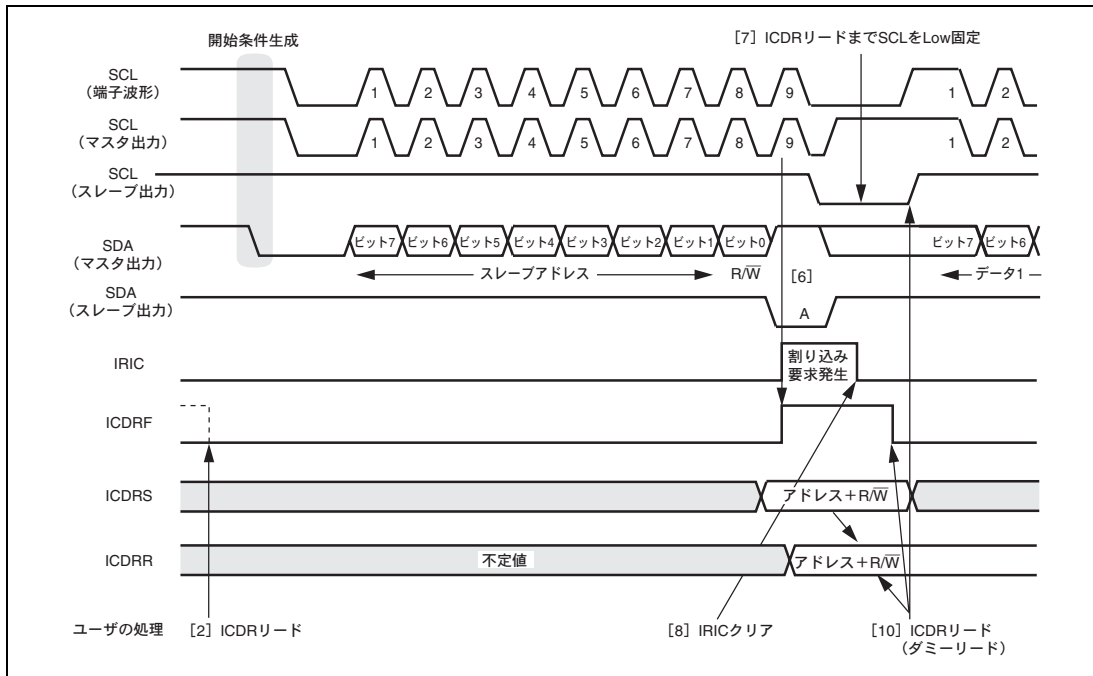 開始条件生成
[7] ICDRリードまでSCLをLow固定
SCL
(端子波形)
1 2 3 4 5 6 7 8 9 1 2
SCL
(マスタ出力)
1 2 3 4 5 6 7 8 9 1 2
SCL
(スレーブ出力)
SDA
(マスタ出力)
ビット7 ビット6 ビット5 ビット4 ビット3 ビット2 ビット1 ビット0 ビット7 ビット6
スレーブアドレス R/W̅ [6] データ1
SDA
(スレーブ出力)
A
IRIC
割り込み
要求発生
ICDRF
ICDRS
アドレス+R/W̅
ICDRR
不定値
アドレス+R/W̅
ユーザの処理 [2] ICDRリード [8] IRICクリア [10] ICDRリード
(ダミーリード)